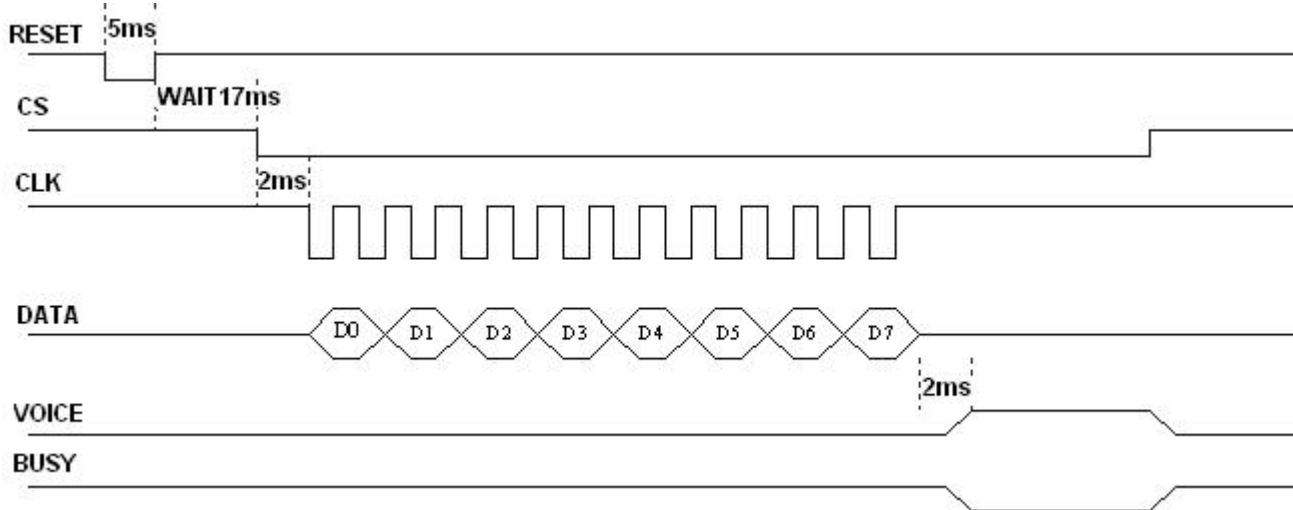 RESET
5ms
WAIT17ms
CS
CLK
2ms
DATA
D0 D1 D2 D3 D4 D5 D6 D7
2ms
VOICE
BUSY